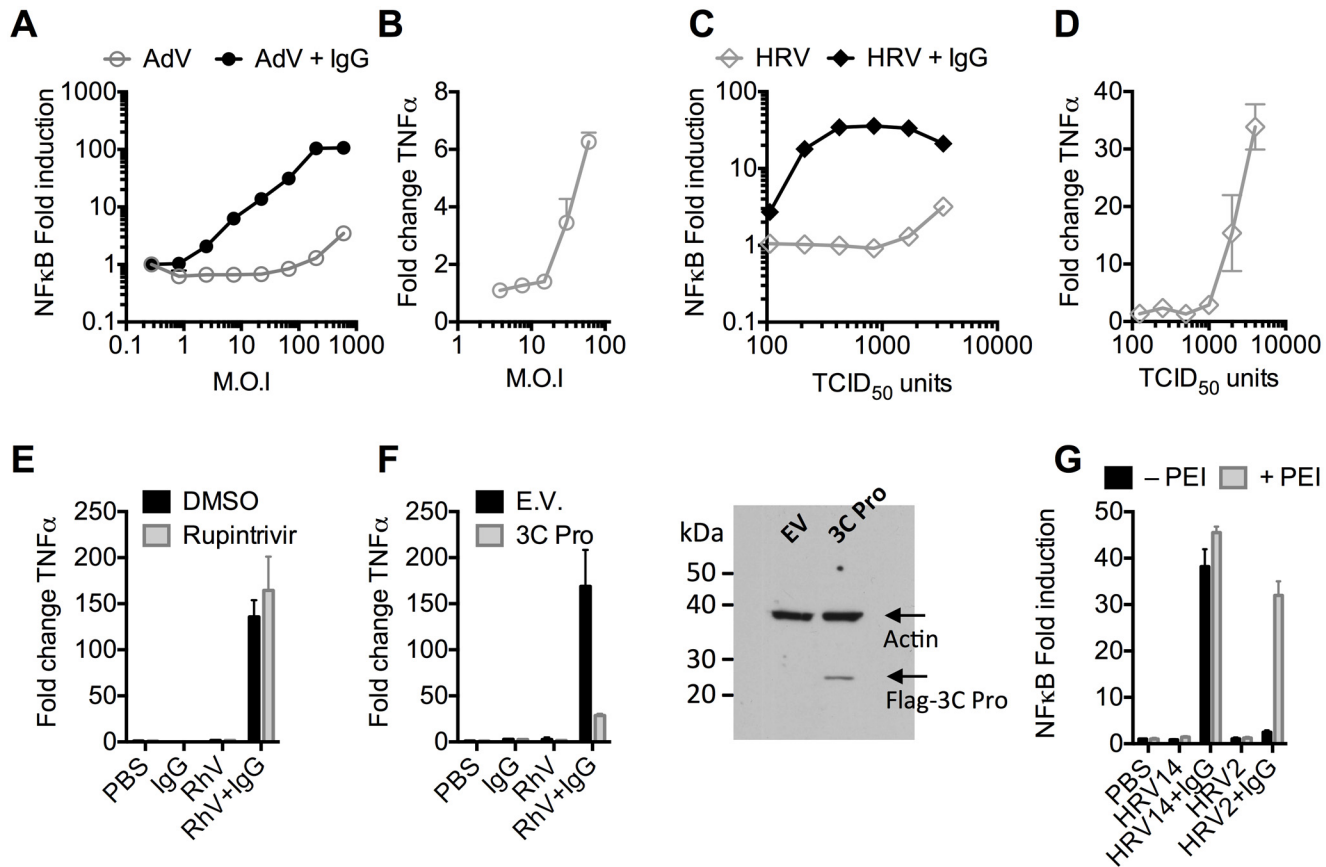 A
AdV
AdV + IgG
NFκB Fold induction
1000
100
10
1
0.1
0.1
1
10
100
1000
M.O.I
B
Fold change TNFα
8
6
4
2
0
1
10
100
M.O.I
C
HRV
HRV + IgG
NFκB Fold induction
100
10
1
0.1
100
1000
10000
TCID50 units
D
Fold change TNFα
40
30
20
10
0
100
1000
10000
TCID50 units
E
DMSO
Rupintrivir
Fold change TNFα
250
200
150
100
50
0
PBS
IgG
RhV
RhV+IgG
F
E.V.
3C Pro
Fold change TNFα
250
200
150
100
50
0
PBS
IgG
RhV
RhV+IgG
kDa
EV
3C Pro
50
40
30
20
Actin
Flag-3C Pro
G
– PEI
+ PEI
NFκB Fold induction
50
40
30
20
10
0
PBS
HRV14
HRV14+IgG
HRV2
HRV2+IgG